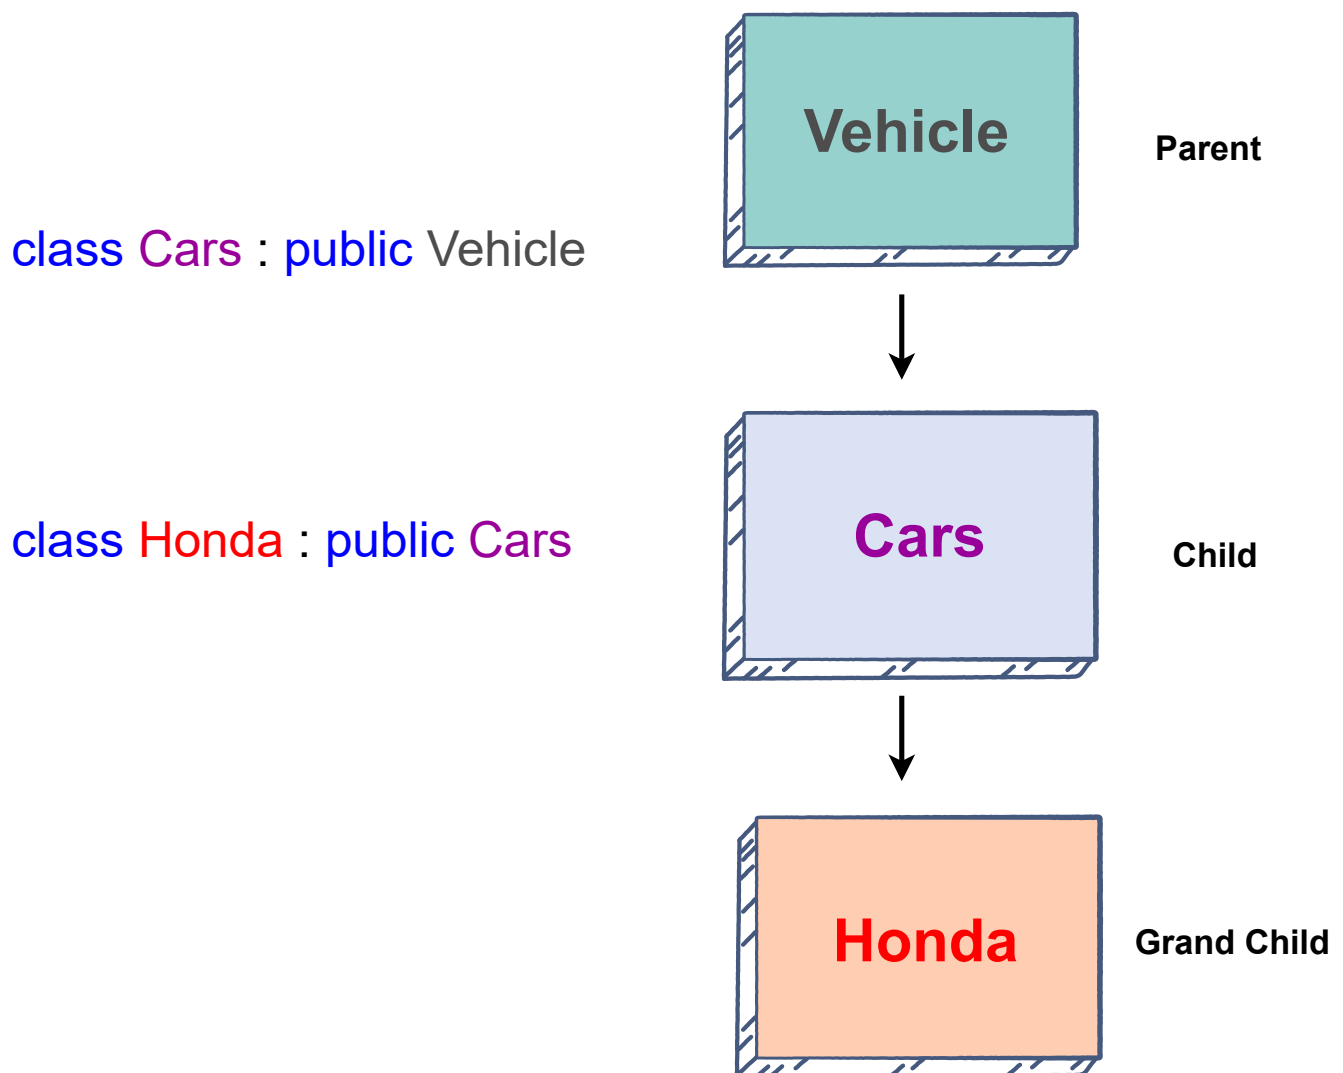 Vehicle
Parent
class Cars : public Vehicle
Cars
Child
class Honda : public Cars
Honda
Grand Child